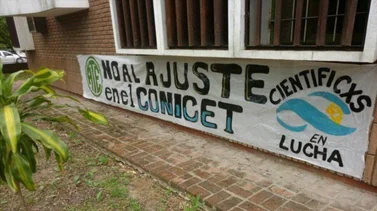 ATE
NO AL AJUSTE
en el CONICET
CIENTIFICXS
EN
LUCHA